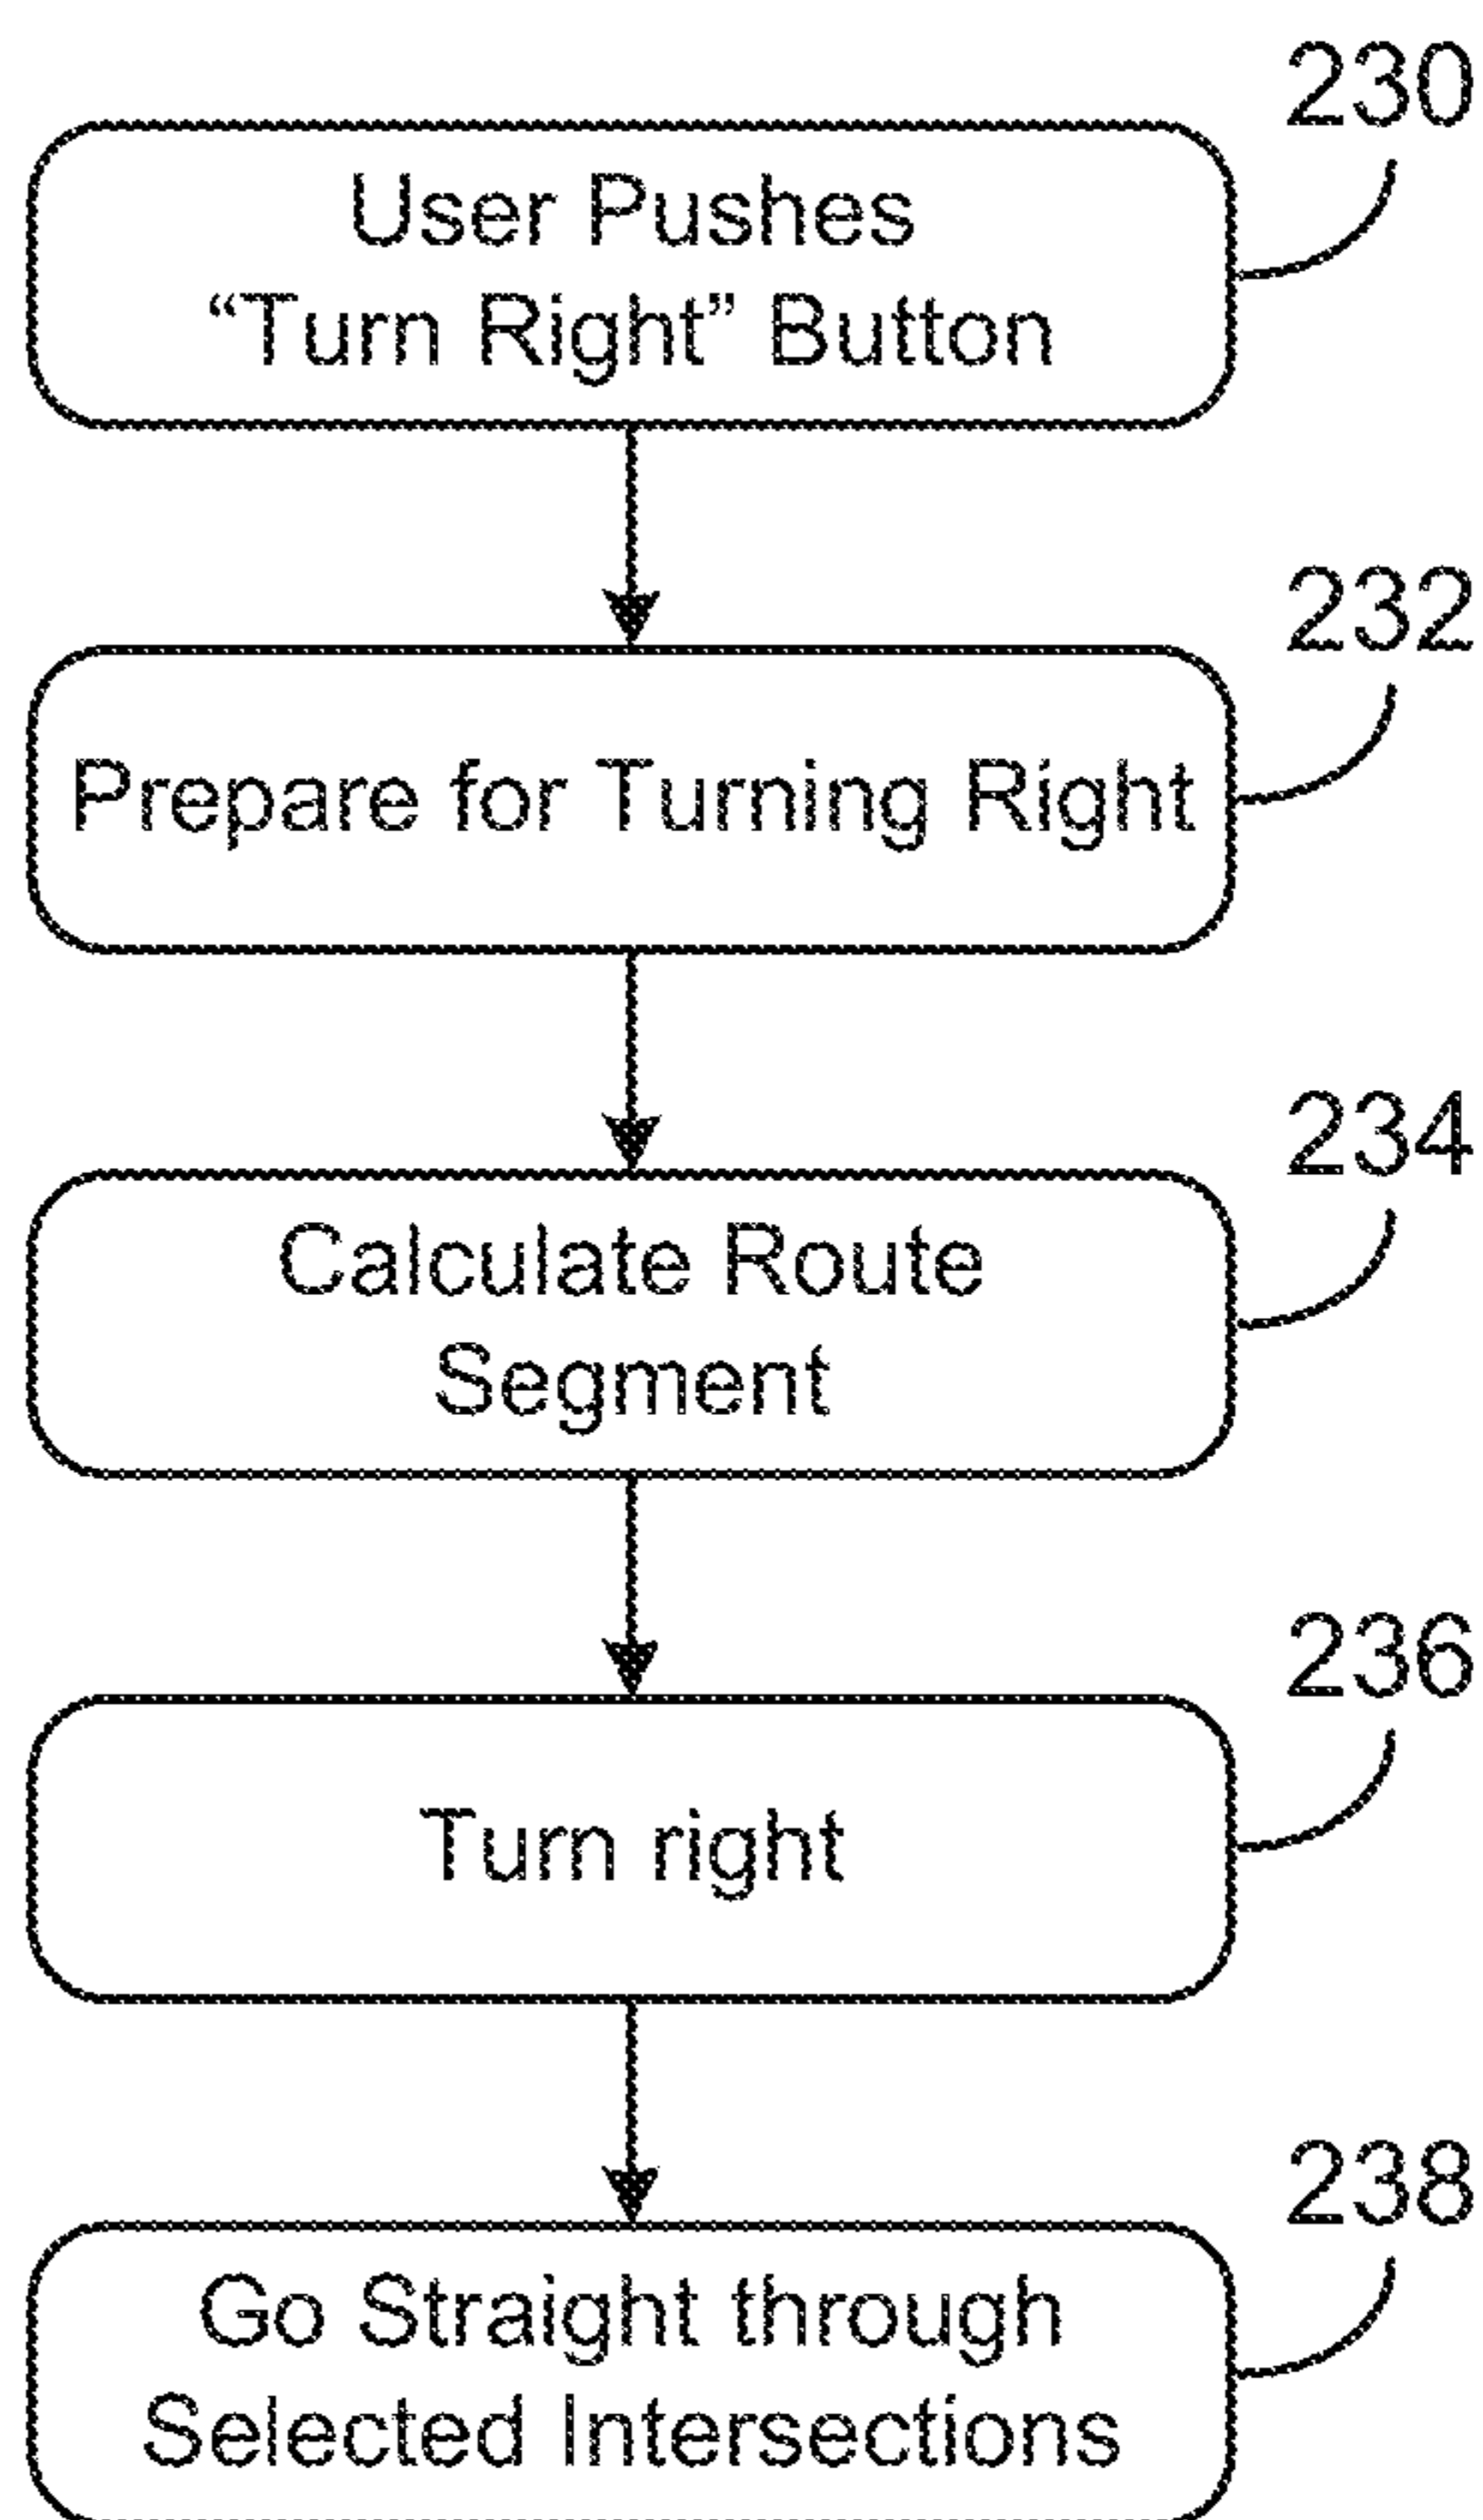 230
User Pushes
“Turn Right” Button
232
Prepare for Turning Right
234
Calculate Route
Segment
236
Turn right
238
Go Straight through
Selected Intersections